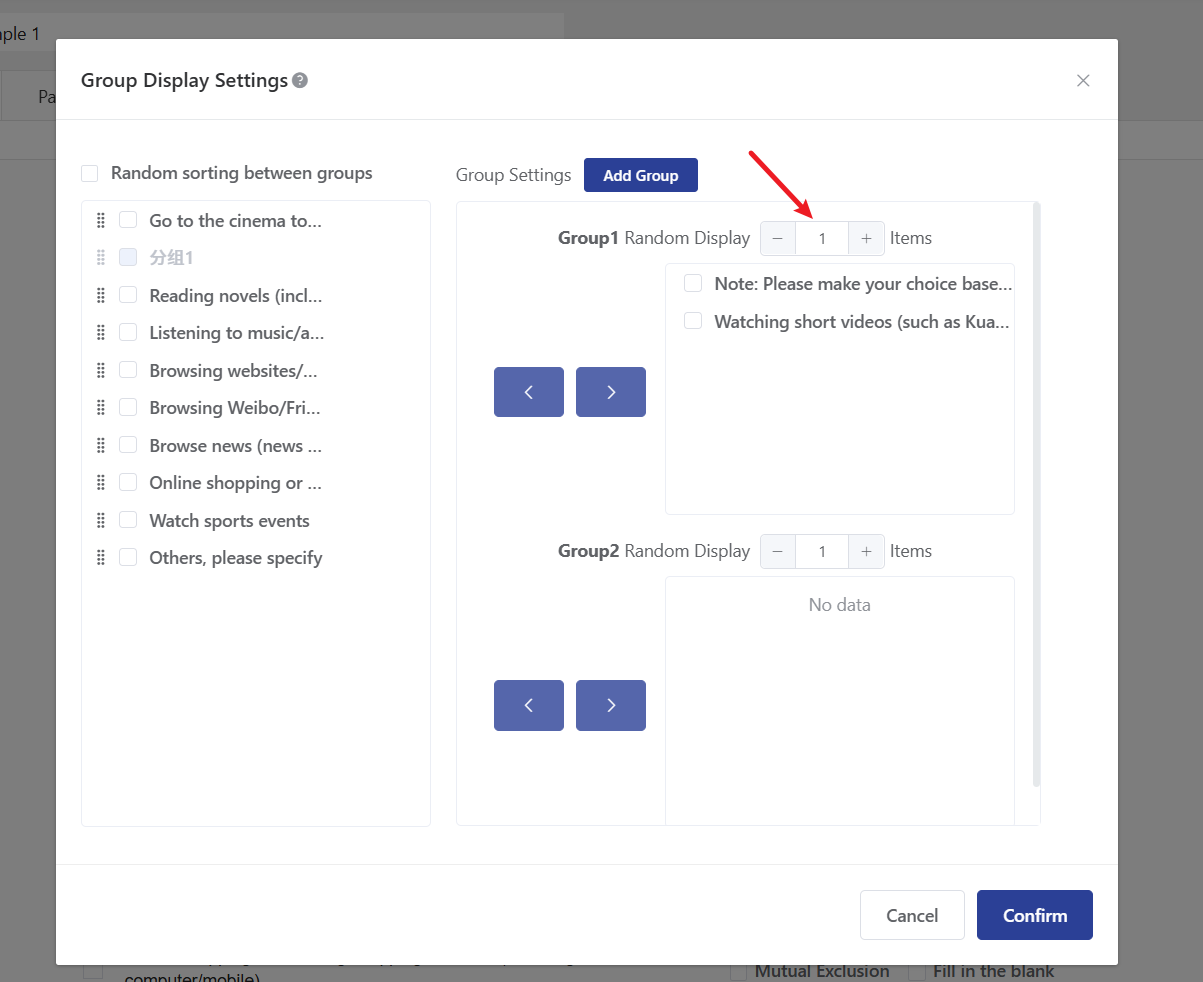 ple 1
Group Display Settings
Pa
Random sorting between groups
Go to the cinema to...
分组1
Reading novels (incl...
Listening to music/a...
Browsing websites/...
Browsing Weibo/Fri...
Browse news (news ...
Online shopping or ...
Watch sports events
Others, please specify
Group Settings Add Group
Group1 Random Display − 1 + Items
Note: Please make your choice base...
Watching short videos (such as Kua...
Group2 Random Display − 1 + Items
No data
Cancel Confirm
computer/mobile)
Mutual Exclusion Fill in the blank